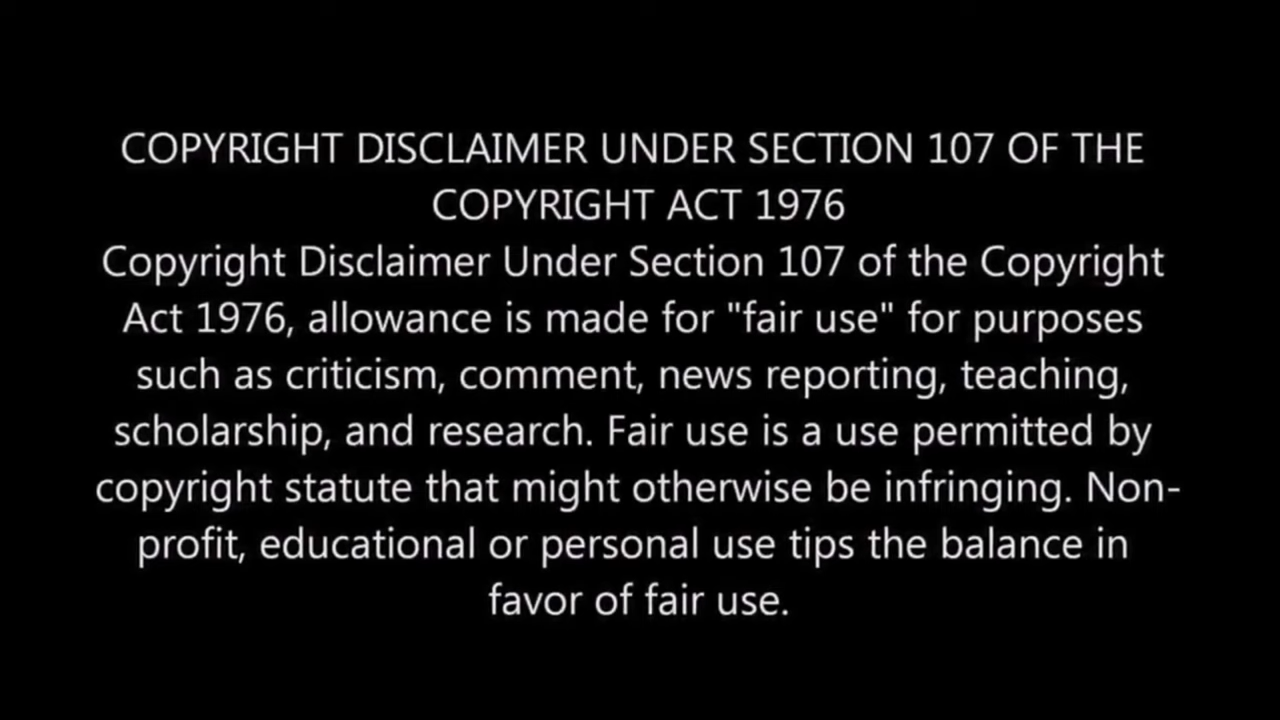 COPYRIGHT DISCLAIMER UNDER SECTION 107 OF THE
COPYRIGHT ACT 1976
Copyright Disclaimer Under Section 107 of the Copyright
Act 1976, allowance is made for "fair use" for purposes
such as criticism, comment, news reporting, teaching,
scholarship, and research. Fair use is a use permitted by
copyright statute that might otherwise be infringing. Non-
profit, educational or personal use tips the balance in
favor of fair use.